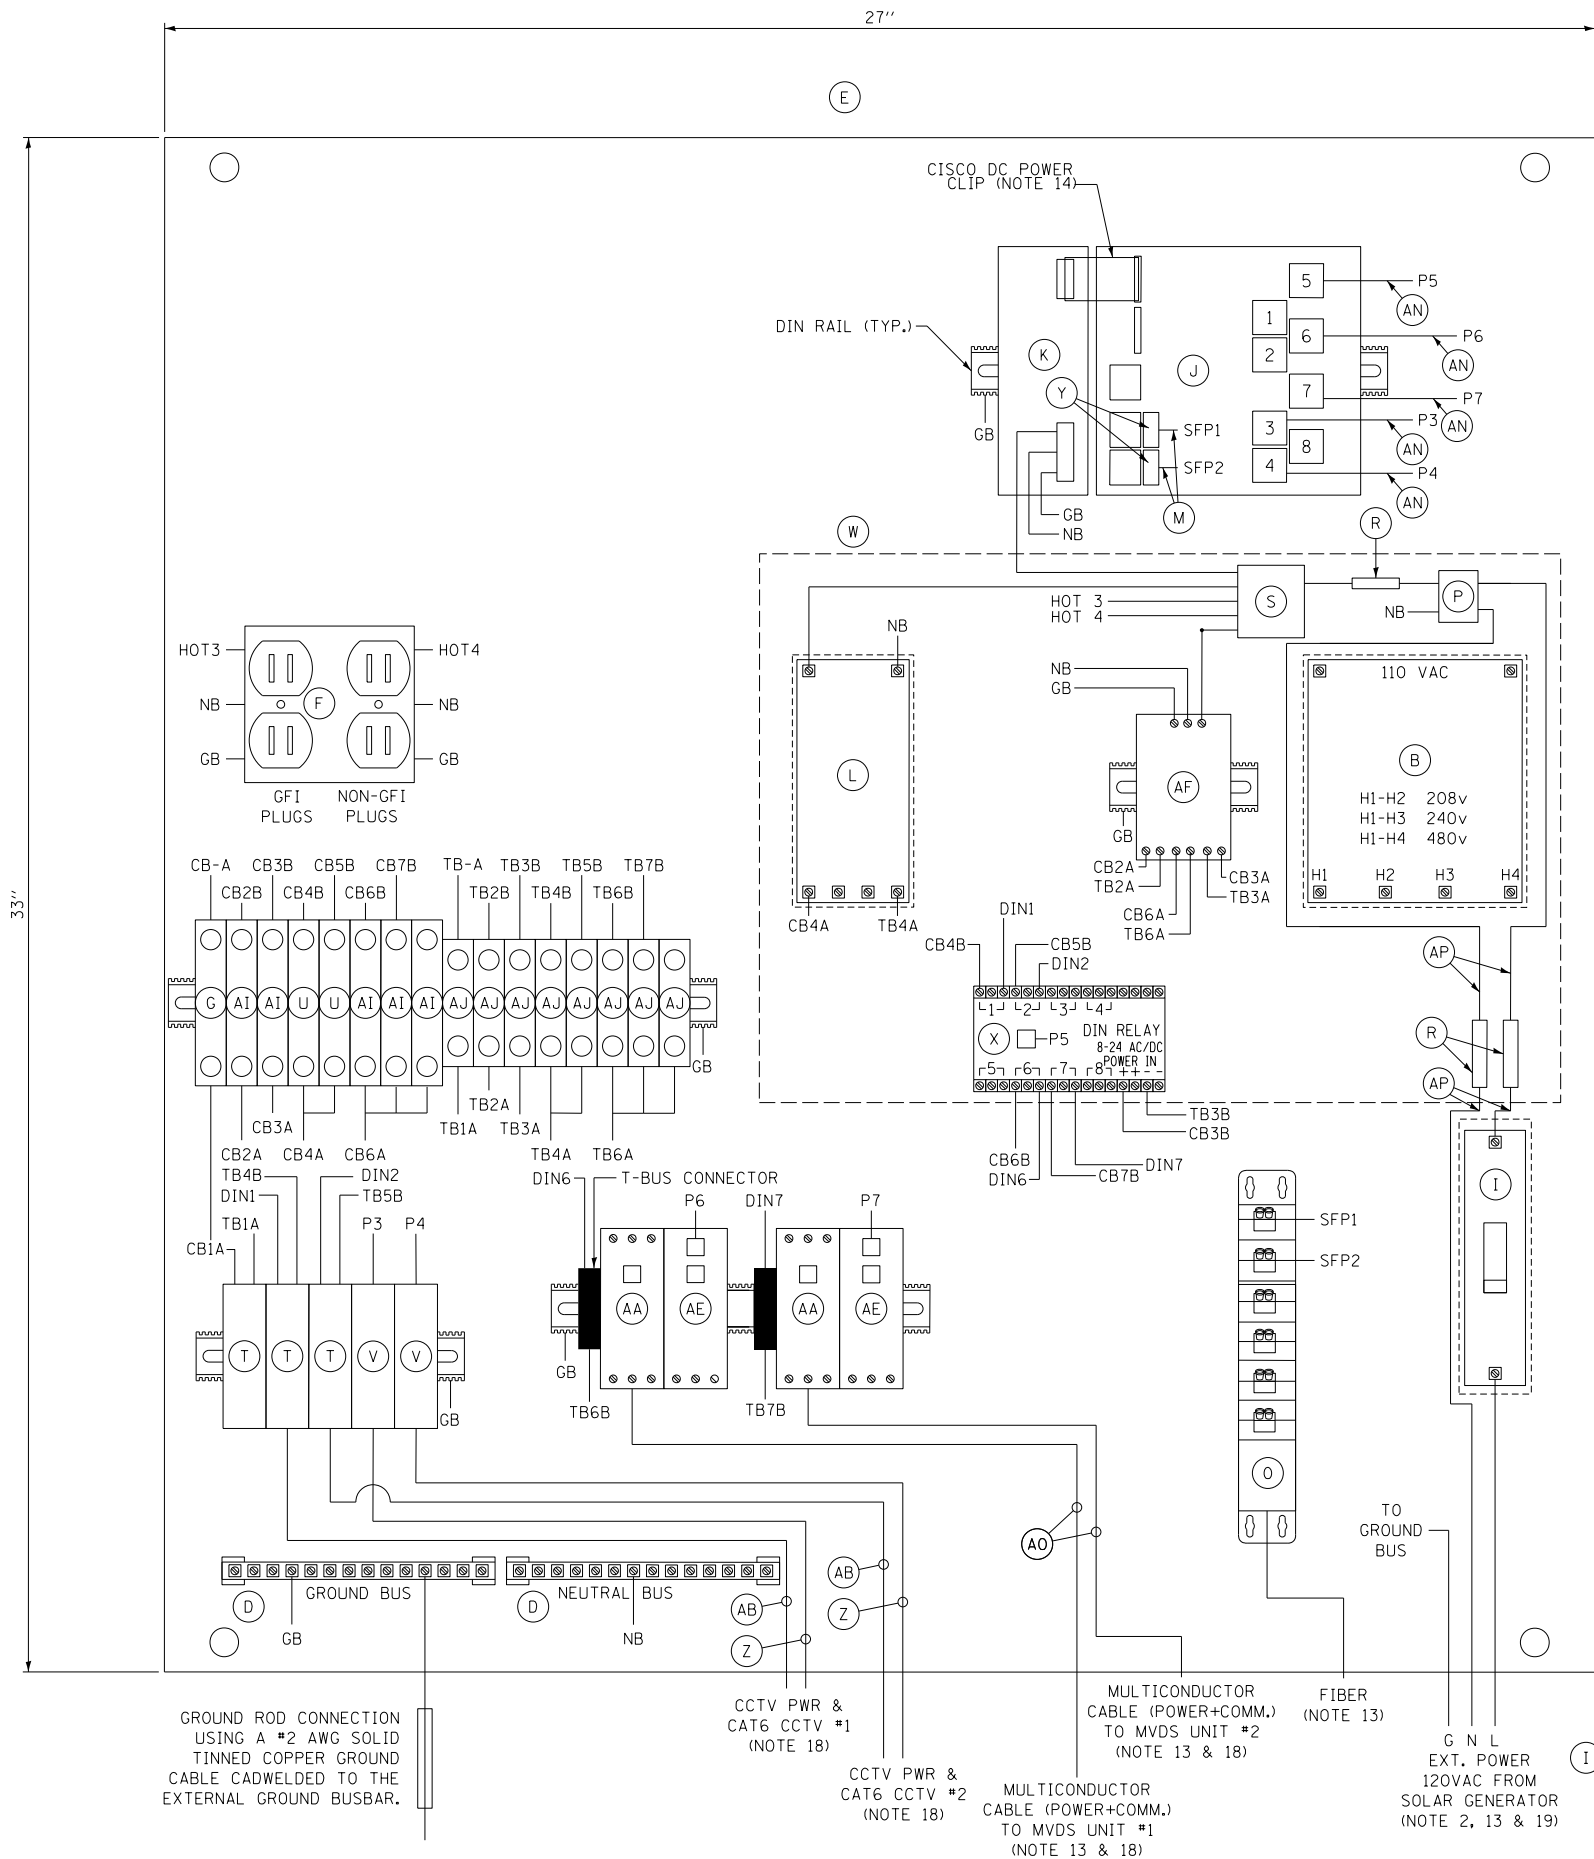 27''
E
CISCO DC POWER
CLIP (NOTE 14)
5
P5
AN
1
DIN RAIL (TYP.)
6
P6
K
2
AN
J
Y
7
P7
GB
SFP1
3
P3
AN
AN
8
SFP2
4
P4
AN
GB
M
NB
W
R
33''
HOT 3
HOT 4
S
P
NB
NB
HOT3
HOT4
NB
F
NB
GB
GB
NB
GB
110 VAC
L
AF
B
GFI
PLUGS
NON-GFI
PLUGS
H1-H2 208v
H1-H3 240v
H1-H4 480v
GB
CB-A
CB3B
CB5B
CB7B
TB-A
TB3B
TB5B
TB7B
CB2B
CB4B
CB6B
TB2B
TB4B
TB6B
CB2A
TB2A
CB3A
TB3A
CB6A
TB6A
H1
H2
H3
H4
CB4A
TB4A
DIN1
CB4B
CB5B
DIN2
AP
G
AI
AI
U
U
AI
AI
AI
AJ
AJ
AJ
AJ
AJ
AJ
AJ
AJ
1
2
3
4
X
P5
DIN RELAY
8-24 AC/DC
POWER IN
5
6
7
8
++
--
R
GB
AP
TB2A
CB3A
TB1A
TB3A
CB2A
CB4A
CB6A
TB4A
TB6A
TB3B
CB3B
CB6B
DIN6
CB7B
DIN7
TB4B
DIN2
DIN1
TB5B
DIN6
T-BUS CONNECTOR
I
TB1A
P3
P4
P6
DIN7
P7
CB1A
SFP1
SFP2
AA
AE
AA
AE
T
T
T
V
V
GB
GB
TB6B
TB7B
O
TO
GROUND
BUS
AO
GROUND BUS
NEUTRAL BUS
AB
D
D
AB
Z
GB
NB
Z
GROUND ROD CONNECTION
USING A #2 AWG SOLID
TINNED COPPER GROUND
CABLE CADWELDED TO THE
EXTERNAL GROUND BUSBAR.
CCTV PWR &
CAT6 CCTV #1
(NOTE 18)
CCTV PWR &
CAT6 CCTV #2
(NOTE 18)
MULTICONDUCTOR
CABLE (POWER+COMM.)
TO MVDS UNIT #2
(NOTE 13 & 18)
MULTICONDUCTOR
CABLE (POWER+COMM.)
TO MVDS UNIT #1
(NOTE 13 & 18)
FIBER
(NOTE 13)
G N L
EXT. POWER
120VAC FROM
SOLAR GENERATOR
(NOTE 2, 13 & 19)
I